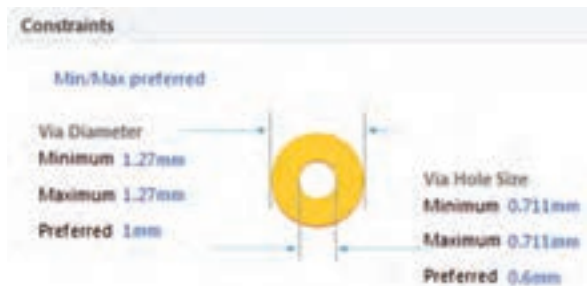 Constraints
Min/Max preferred
Via Diameter
Minimum 1.27mm
Maximum 1.27mm
Preferred 1mm
Via Hole Size
Minimum 0.711mm
Maximum 0.711mm
Preferred 0.6mm